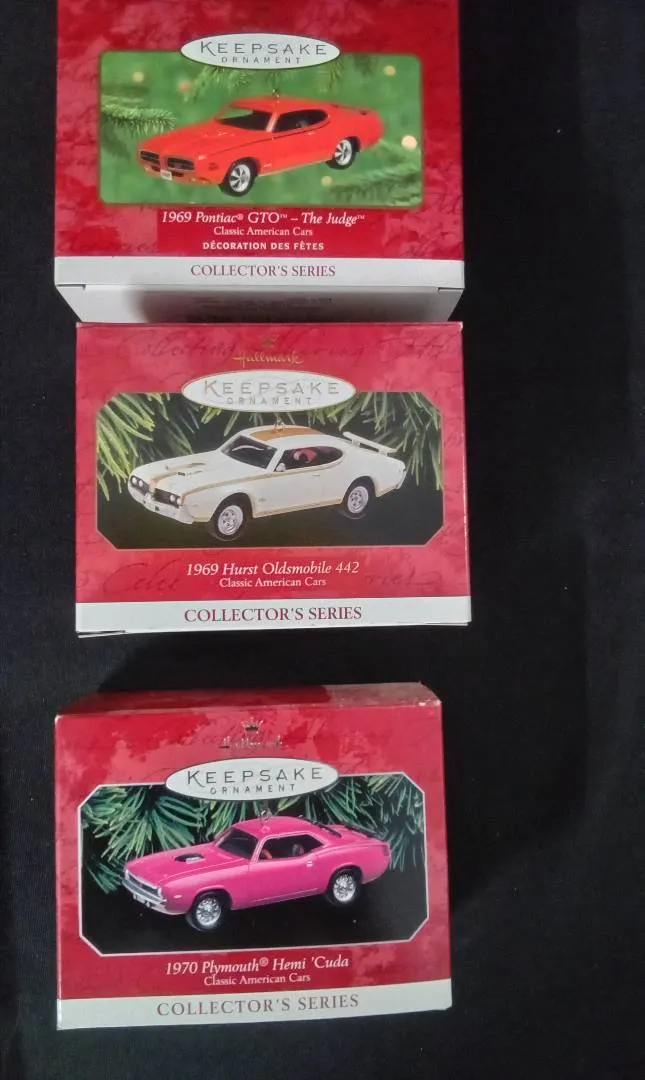 KEEPSAKE
ORNAMENT
1969 Pontiac® GTO™ – The Judge™
Classic American Cars
DÉCORATION DES FÊTES
COLLECTOR'S SERIES
Hallmark
KEEPSAKE
ORNAMENT
1969 Hurst Oldsmobile 442
Classic American Cars
COLLECTOR'S SERIES
Hallmark
KEEPSAKE
ORNAMENT
1970 Plymouth® Hemi 'Cuda
Classic American Cars
COLLECTOR'S SERIES